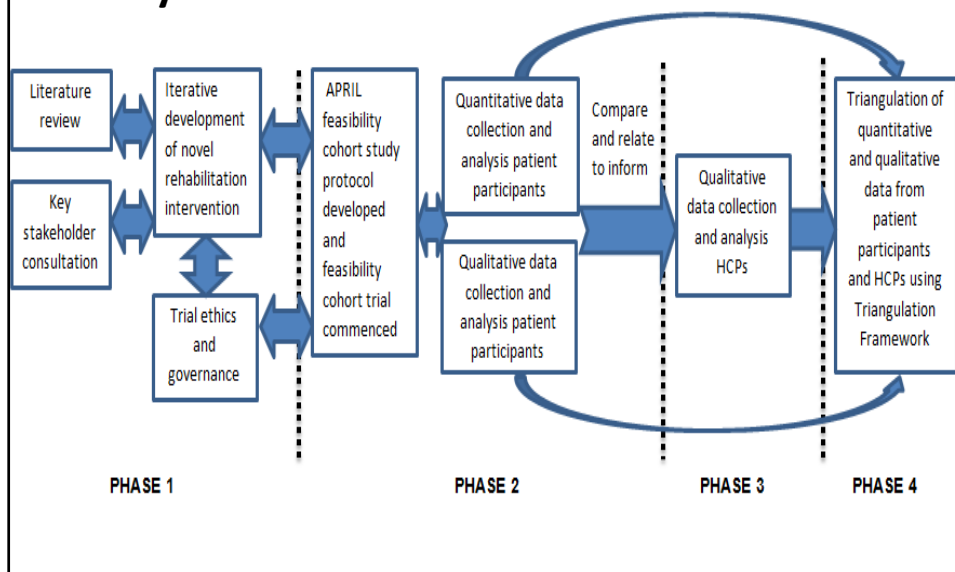 Literature
review
Key
stakeholder
consultation
Iterative
development
of novel
rehabilitation
intervention
Trial ethics
and
governance
APRIL
feasibility
cohort study
protocol
developed
and
feasibility
cohort trial
commenced
Quantitative data
collection and
analysis patient
participants
Qualitative data
collection and
analysis patient
participants
Compare
and relate
to inform
Qualitative
data collection
and analysis
HCPs
Triangulation of
quantitative
and qualitative
data from
patient
participants
and HCPs using
Triangulation
Framework
PHASE 1
PHASE 2
PHASE 3
PHASE 4